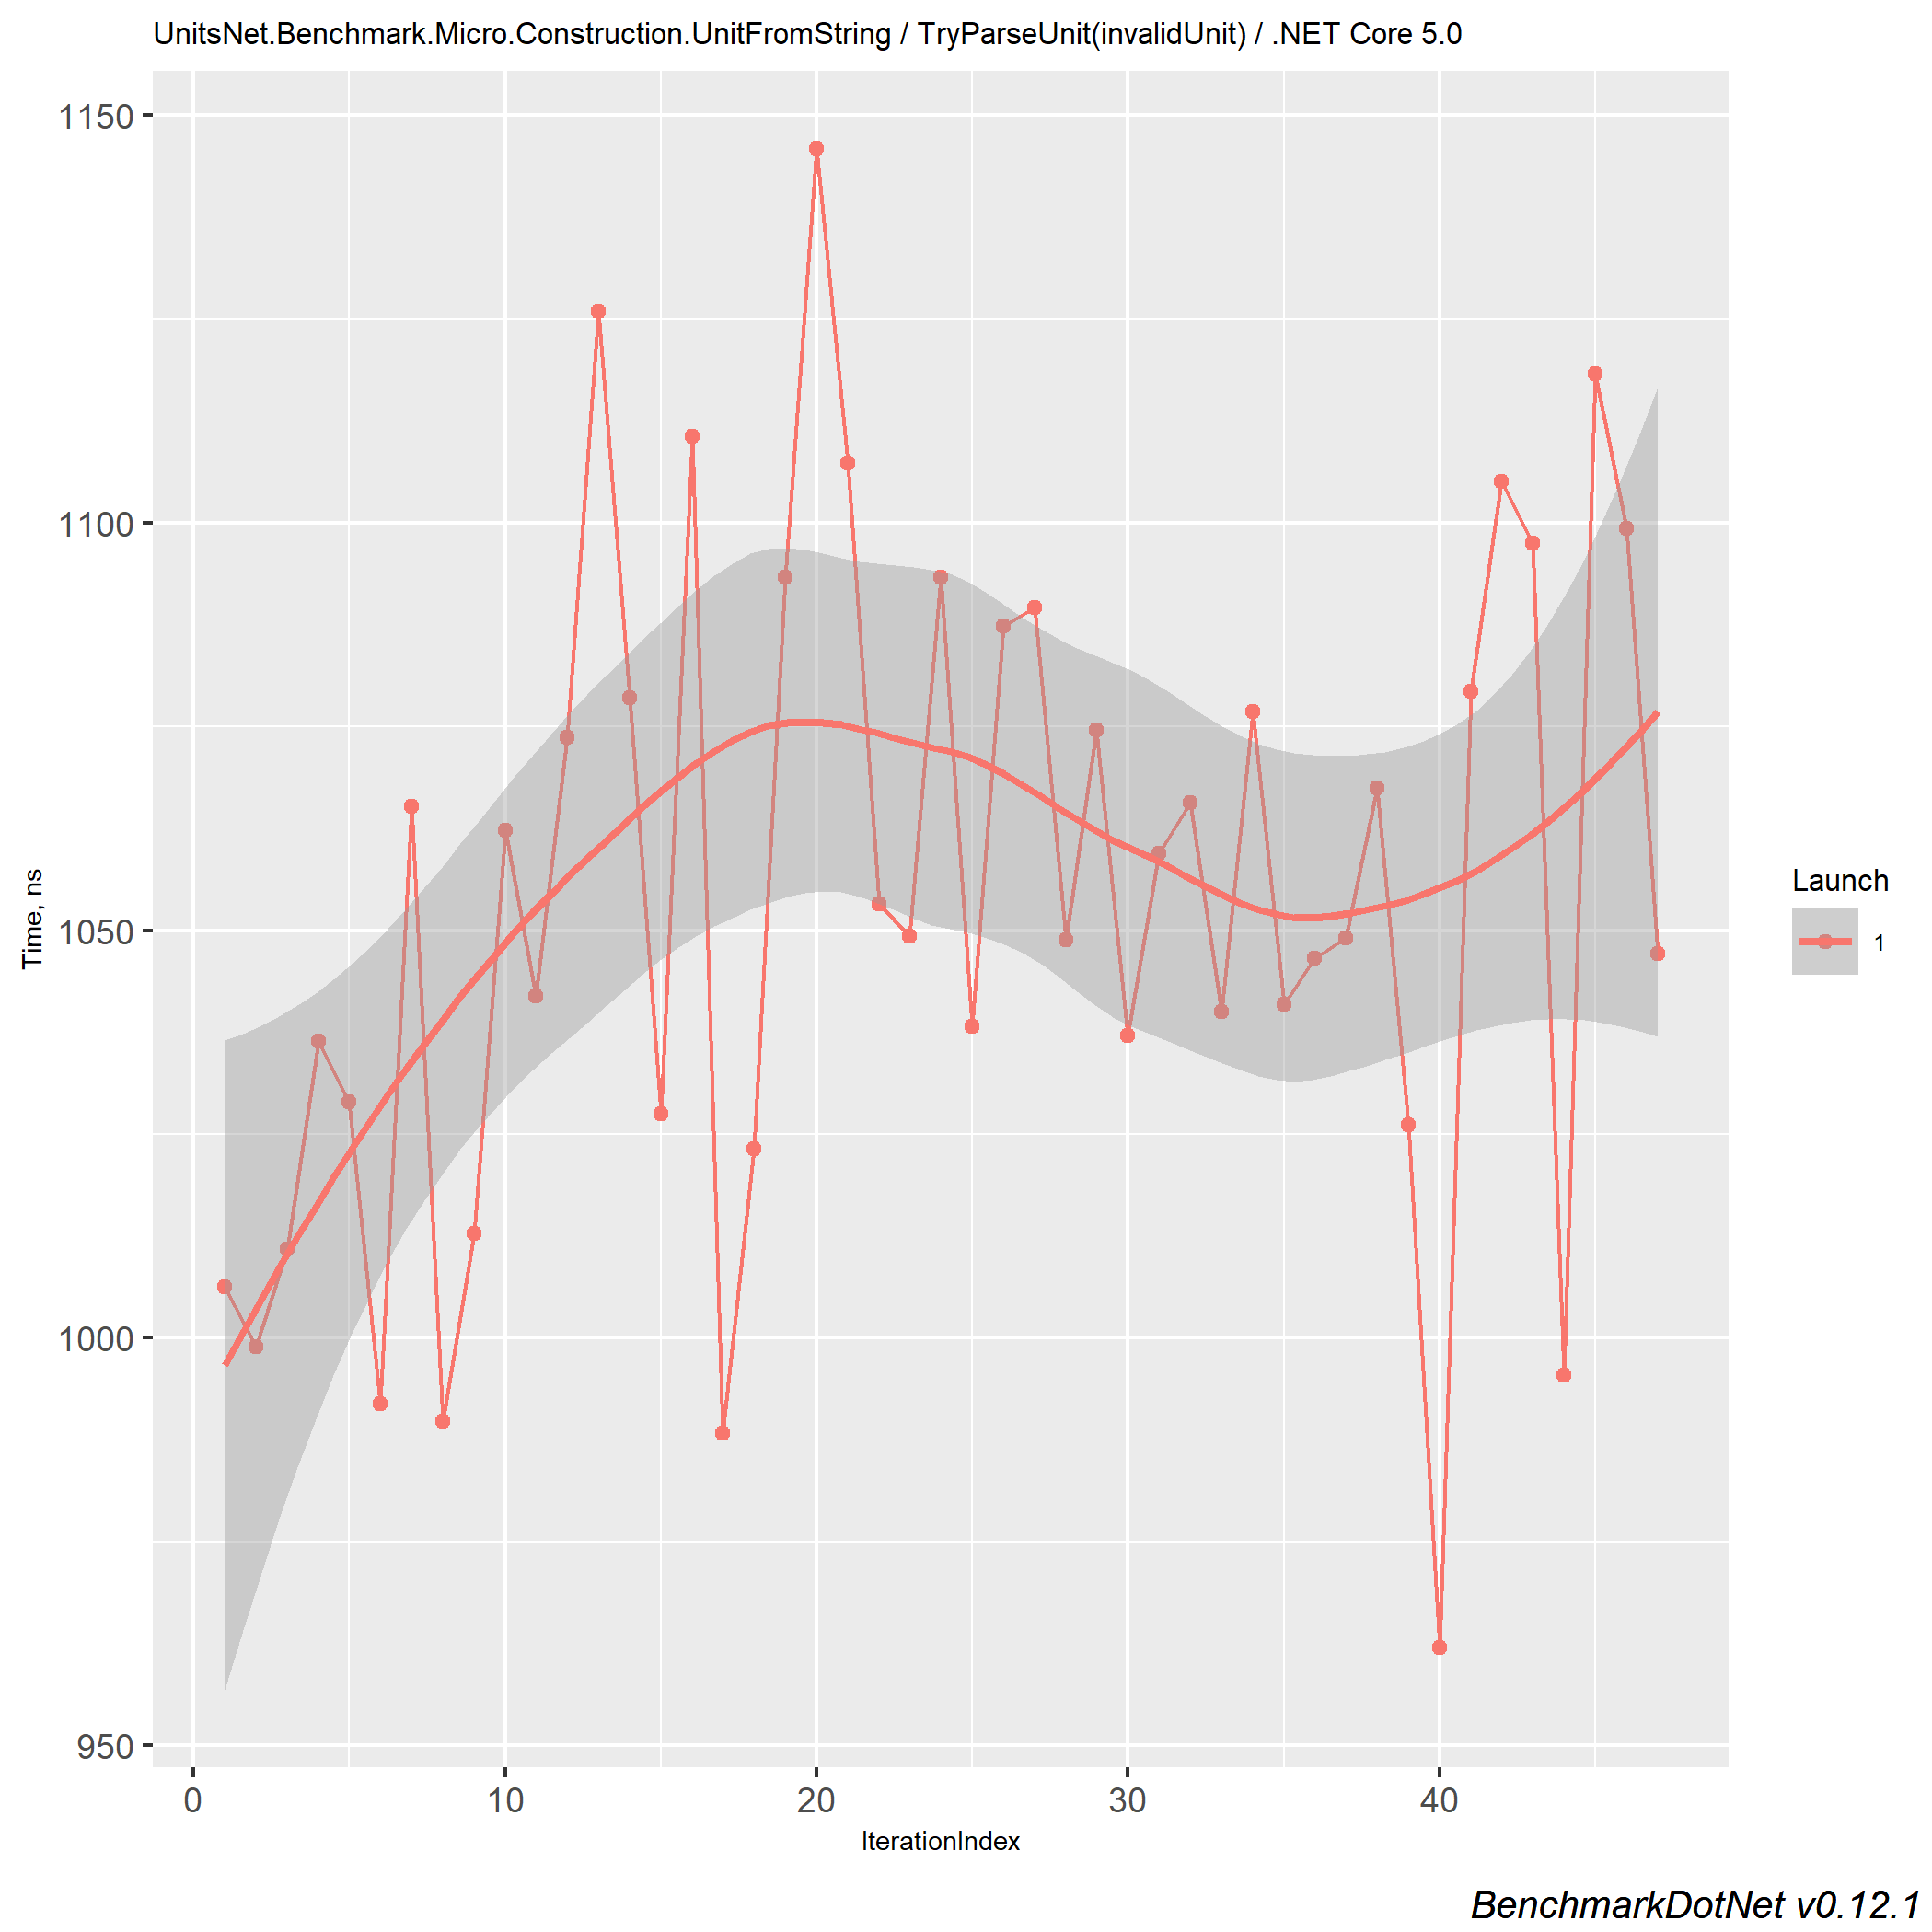 UnitsNet.Benchmark.Micro.Construction.UnitFromString / TryParseUnit(invalidUnit) / .NET Core 5.0
1150
1100
1050
1000
950
Time, ns
0 10 20 30 40
IterationIndex
Launch
1
BenchmarkDotNet v0.12.1